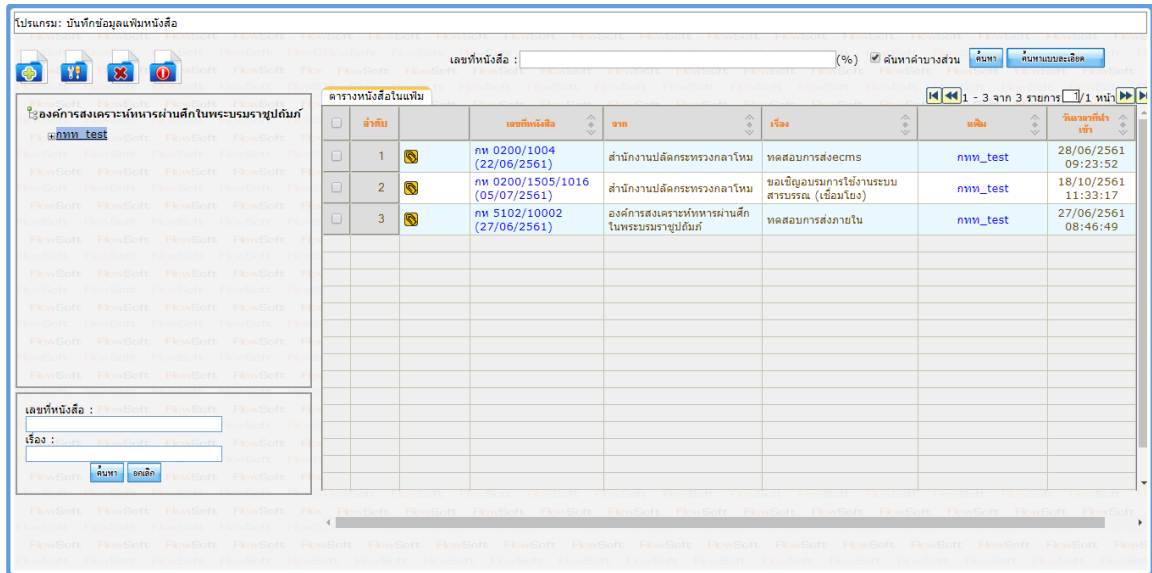 โปรแกรม: บันทึกข้อมูลแฟ้มหนังสือ
เลขที่หนังสือ : (%) ค้นหาคำบางส่วน ค้นหา ค้นหาแบบละเอียด
ตารางหนังสือในแฟ้ม 1 - 3 จาก 3 รายการ 1/1 หน้า
องค์การสงเคราะห์ทหารผ่านศึกในพระบรมราชูปถัมภ์
กทท_test
ลำดับ เลขที่หนังสือ จาก เรื่อง แฟ้ม วันเวลาที่นำเข้า
1 กห 0200/1004 (22/06/2561) สำนักงานปลัดกระทรวงกลาโหม ทดสอบการส่งecms กทท_test 28/06/2561 09:23:52
2 กห 0200/1505/1016 (05/07/2561) สำนักงานปลัดกระทรวงกลาโหม ขอเชิญอบรมการใช้งานระบบสารบรรณ (เชื่อมโยง) กทท_test 18/10/2561 11:33:17
3 กห 5102/10002 (27/06/2561) องค์การสงเคราะห์ทหารผ่านศึกในพระบรมราชูปถัมภ์ ทดสอบการส่งภายใน กทท_test 27/06/2561 08:46:49
เลขที่หนังสือ :
เรื่อง :
ค้นหา ยกเลิก
FlowSoft FlowSoft FlowSoft